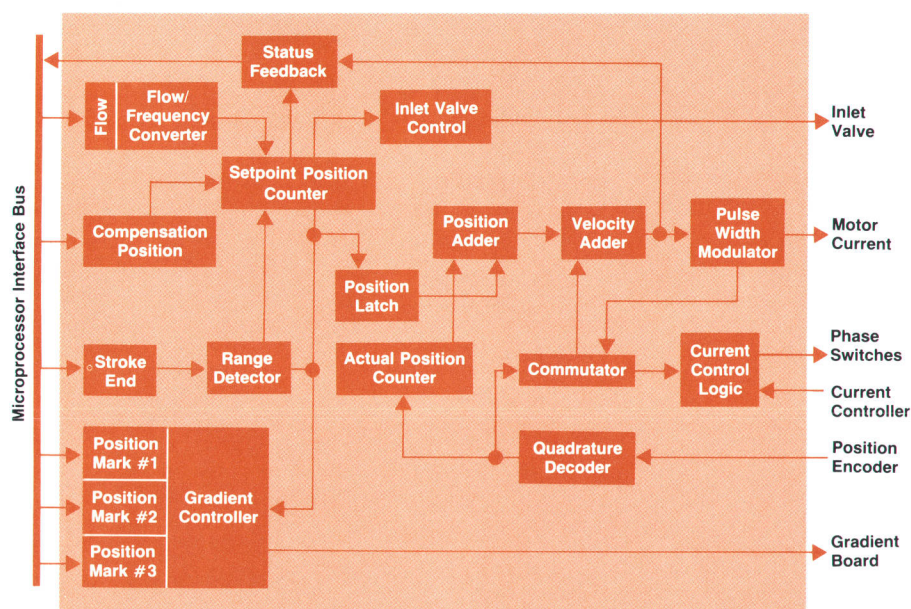 Microprocessor Interface Bus
Status
Feedback
Flow
Flow/
Frequency
Converter
Inlet Valve
Control
Inlet
Valve
Setpoint Position
Counter
Compensation
Position
Position
Adder
Velocity
Adder
Pulse
Width
Modulator
Motor
Current
Position
Latch
Stroke
End
Range
Detector
Actual Position
Counter
Commutator
Current
Control
Logic
Phase
Switches
Current
Controller
Position
Mark #1
Position
Mark #2
Position
Mark #3
Gradient
Controller
Quadrature
Decoder
Position
Encoder
Gradient
Board